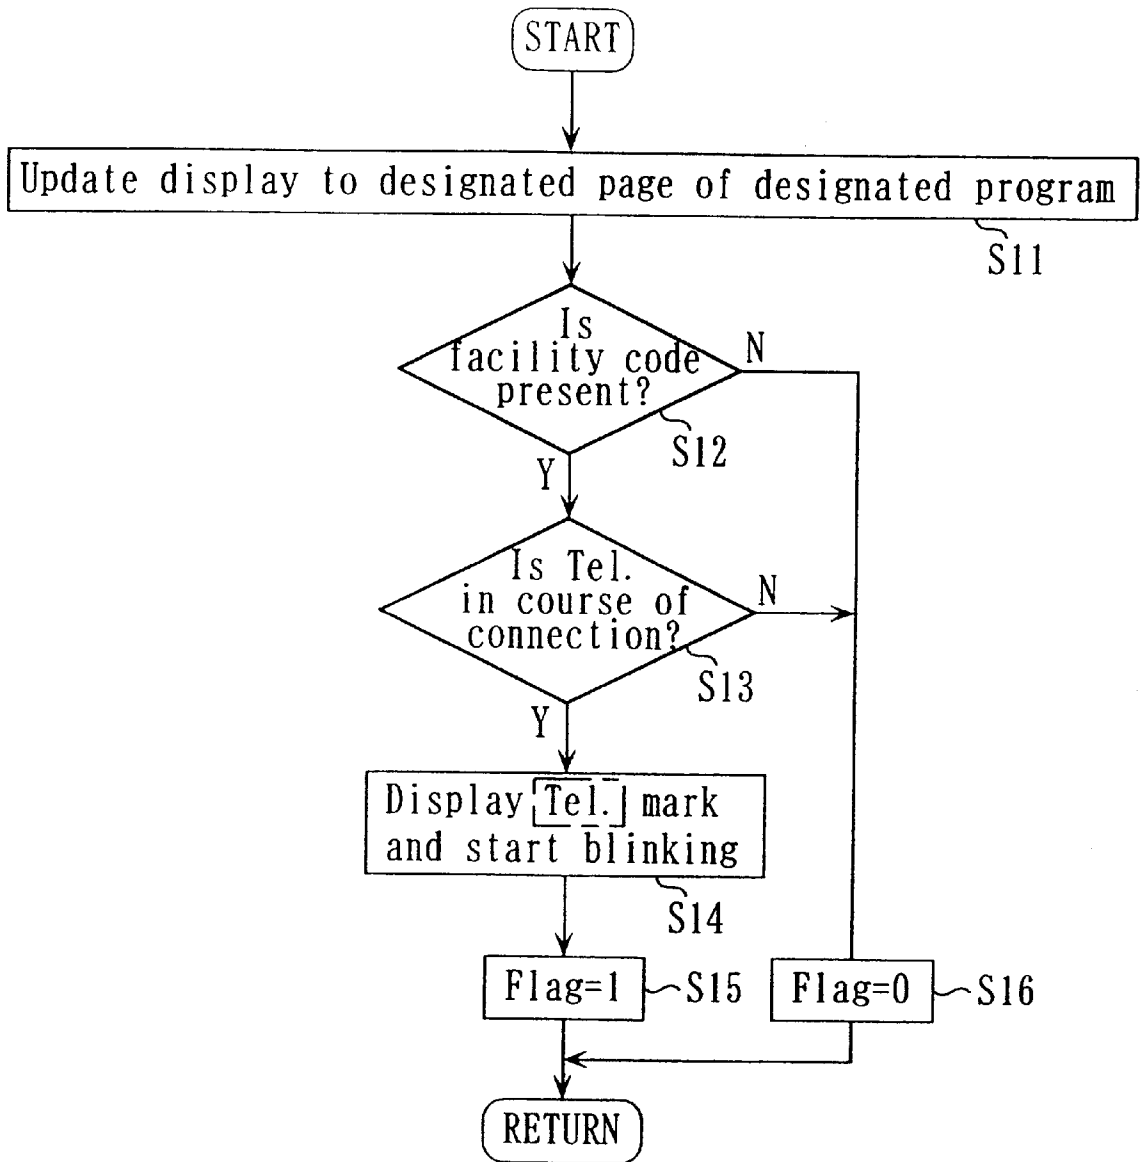 START
Update display to designated page of designated program
S11
Is
facility code
present?
N
S12
Y
Is Tel.
in course of
connection?
N
S13
Y
Display Tel. mark
and start blinking
S14
Flag=1
S15
Flag=0
S16
RETURN